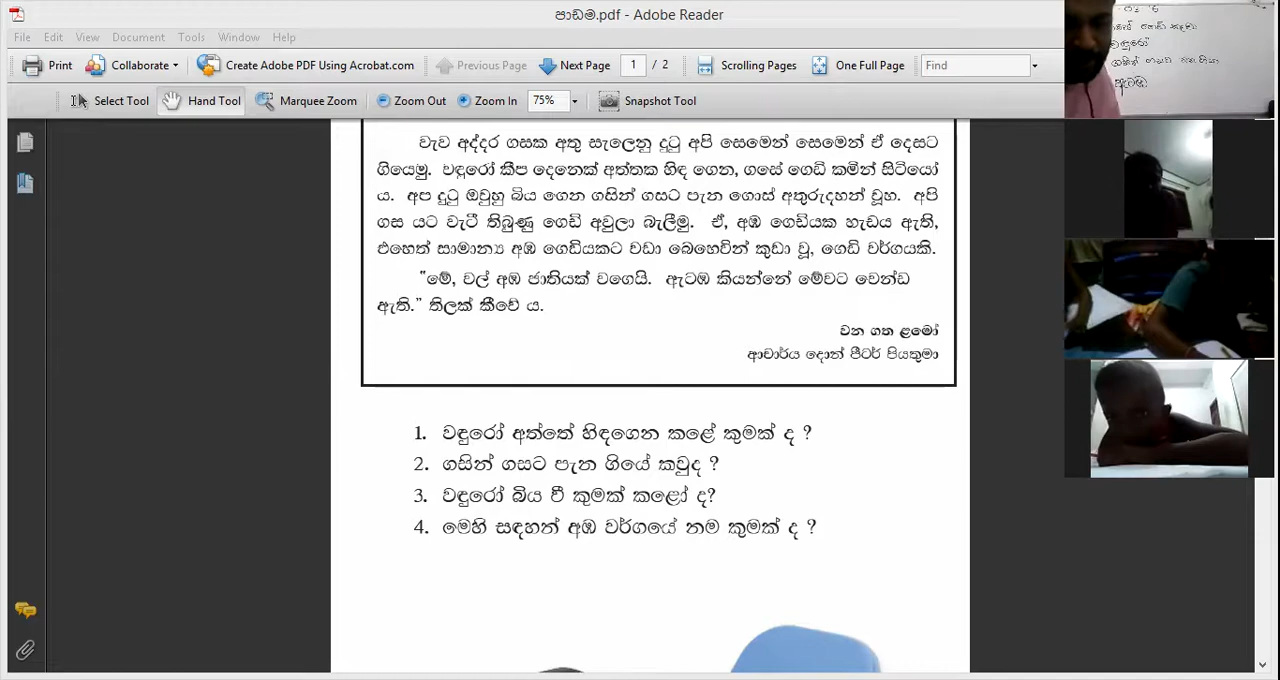 පාඩම.pdf - Adobe Reader
File Edit View Document Tools Window Help
Print Collaborate Create Adobe PDF Using Acrobat.com Previous Page Next Page 1 / 2 Scrolling Pages One Full Page Find
Select Tool Hand Tool Marquee Zoom Zoom Out Zoom In 75% Snapshot Tool
වැව අද්දර ගසක අතු සැලෙනු දුටු අපි සෙමෙන් සෙමෙන් ඒ දෙසට
ගියෙමු. වඳුරෝ කීප දෙනෙක් අත්තක හිඳ ගෙන, ගසේ ගෙඩි කමින් සිටියෝ
ය. අප දුටු ඔවුහු බිය ගෙන ගසින් ගසට පැන ගොස් අතුරුදහන් වූහ. අපි
ගස යට වැටී තිබුණු ගෙඩි අවුලා බැලීමු. ඒ, අඹ ගෙඩියක හැඩය ඇති,
එහෙත් සාමාන්‍ය අඹ ගෙඩියකට වඩා බෙහෙවින් කුඩා වූ, ගෙඩි වර්ගයකි.
“මේ, වල් අඹ ජාතියක් වගෙයි. ඇටඹ කියන්නේ මේවට වෙන්ඩ
ඇති.” තිලක් කීවේ ය.
වන ගත ළමෝ
ආචාර්ය දොන් පීටර් පියතුමා
1. වඳුරෝ අත්තේ හිඳගෙන කළේ කුමක් ද ?
2. ගසින් ගසට පැන ගියේ කවුද ?
3. වඳුරෝ බිය වී කුමක් කළෝ ද?
4. මෙහි සඳහන් අඹ වර්ගයේ නම කුමක් ද ?